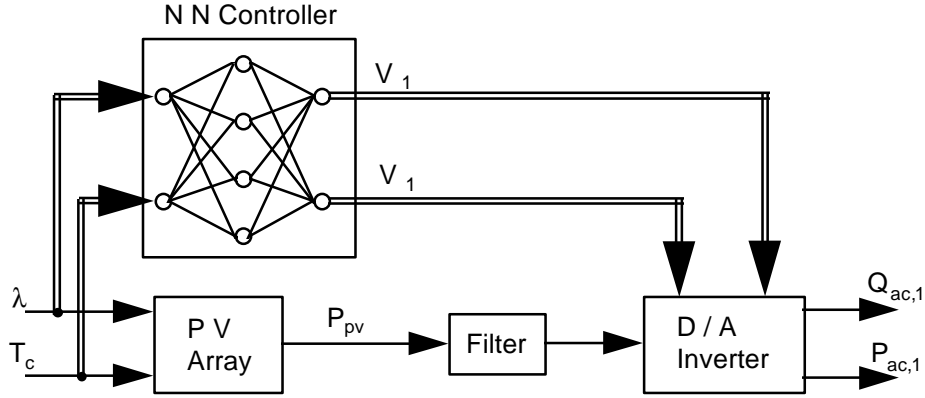 N N Controller
V 1
V 1
λ
T c
P V
Array
P pv
Filter
D / A
Inverter
Q ac,1
P ac,1